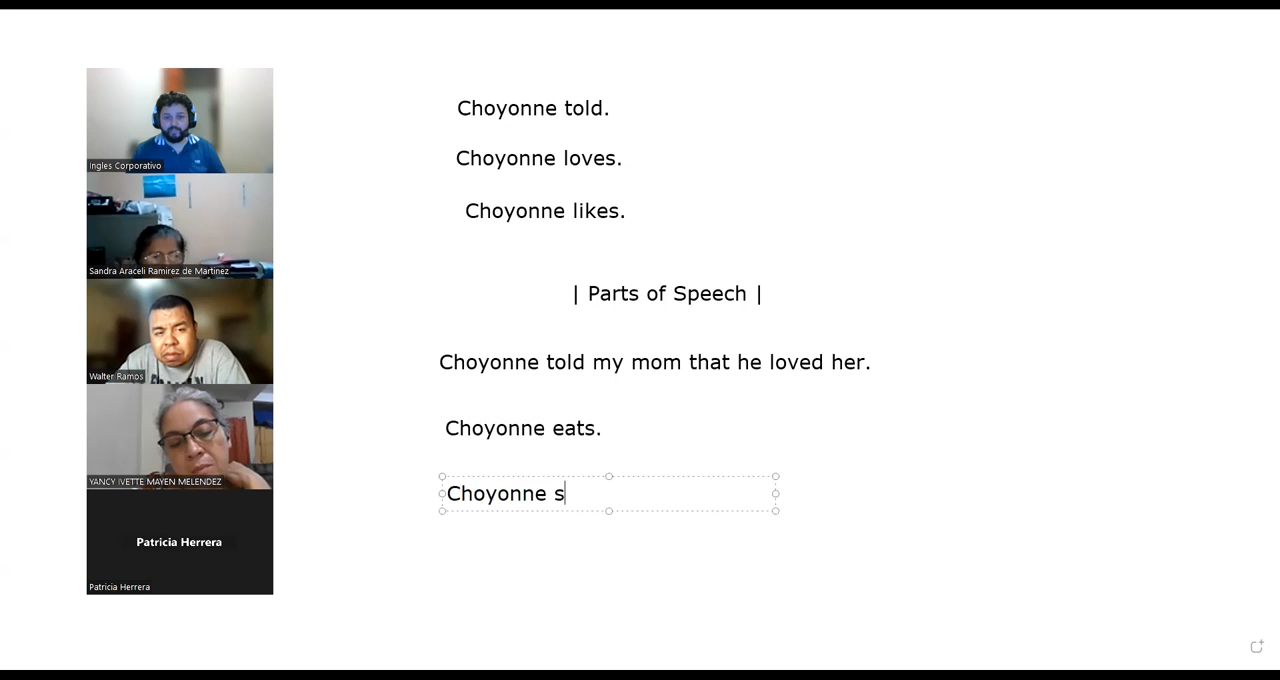 Ingles Corporativo
Sandra Araceli Ramirez de Martinez
Walter Ramos
YANCY IVETTE MAYEN MELENDEZ
Patricia Herrera
Patricia Herrera
Choyonne told.
Choyonne loves.
Choyonne likes.
| Parts of Speech |
Choyonne told my mom that he loved her.
Choyonne eats.
Choyonne s